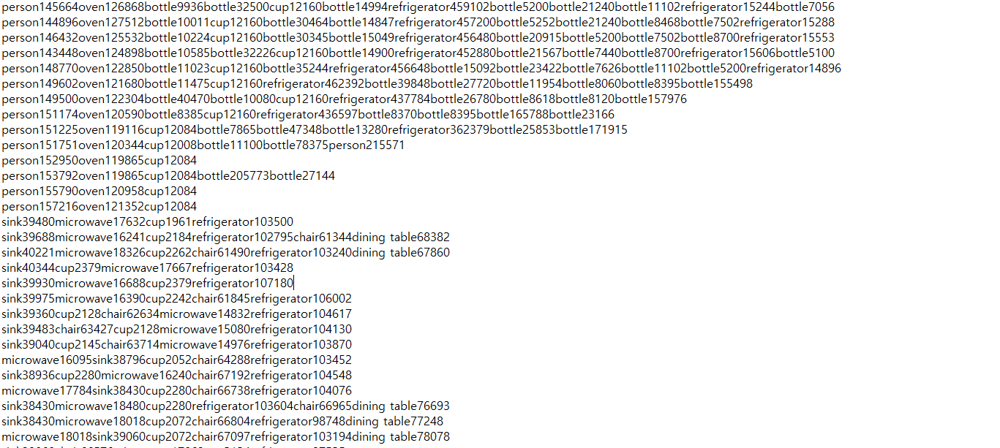 person145664oven126868bottle9936bottle32500cup12160bottle14994refrigerator459102bottle5200bottle21240bottle11102refrigerator15244bottle7056
person144896oven127512bottle10011cup12160bottle30464bottle14847refrigerator457200bottle5252bottle21240bottle8468bottle7502refrigerator15288
person146432oven125532bottle10224cup12160bottle30345bottle15049refrigerator456480bottle20915bottle5200bottle7502bottle8700refrigerator15553
person143448oven124898bottle10585bottle32226cup12160bottle14900refrigerator452880bottle21567bottle7440bottle8700refrigerator15606bottle5100
person148770oven122850bottle11023cup12160bottle35244refrigerator456648bottle15092bottle23422bottle7626bottle11102bottle5200refrigerator14896
person149602oven121680bottle11475cup12160refrigerator462392bottle39848bottle27720bottle11954bottle8060bottle8395bottle155498
person149500oven122304bottle40470bottle10080cup12160refrigerator437784bottle26780bottle8618bottle8120bottle157976
person151174oven120590bottle8385cup12160refrigerator436597bottle8370bottle8395bottle165788bottle23166
person151225oven119116cup12084bottle7865bottle47348bottle13280refrigerator362379bottle25853bottle171915
person151751oven120344cup12008bottle11100bottle78375person215571
person152950oven119865cup12084
person153792oven119865cup12084bottle205773bottle27144
person155790oven120958cup12084
person157216oven121352cup12084
sink39480microwave17632cup1961refrigerator103500
sink39688microwave16241cup2184refrigerator102795chair61344dining table68382
sink40221microwave18326cup2262chair61490refrigerator103240dining table67860
sink40344cup2379microwave17667refrigerator103428
sink39930microwave16688cup2379refrigerator107180
sink39975microwave16390cup2242chair61845refrigerator106002
sink39360cup2128chair62634microwave14832refrigerator104617
sink39483chair63427cup2128microwave15080refrigerator104130
sink39040cup2145chair63714microwave14976refrigerator103870
microwave16095sink38796cup2052chair64288refrigerator103452
sink38936cup2280microwave16240chair67192refrigerator104548
microwave17784sink38430cup2280chair66738refrigerator104076
sink38430microwave18480cup2280refrigerator103604chair66965dining table76693
sink38430microwave18018cup2072chair66804refrigerator98748dining table77248
microwave18018sink39060cup2072chair67097refrigerator103194dining table78078